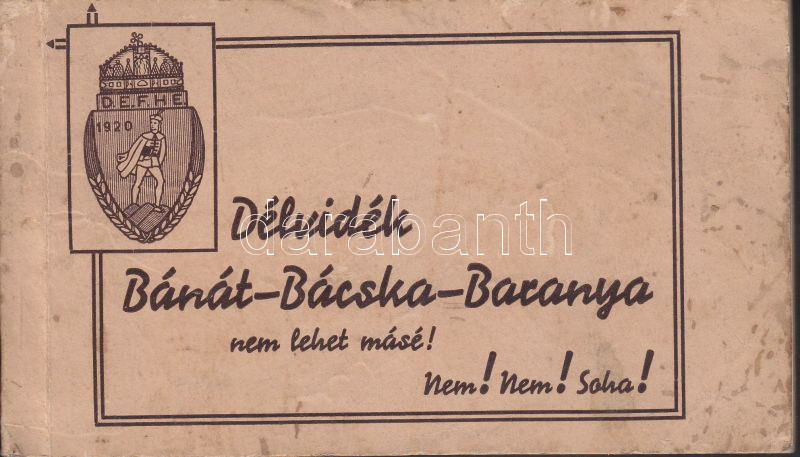 D.E.F.H.E.
1920
Délvidék
darabanth
Bánát-Bácska-Baranya
nem lehet másé!
Nem! Nem! Soha!